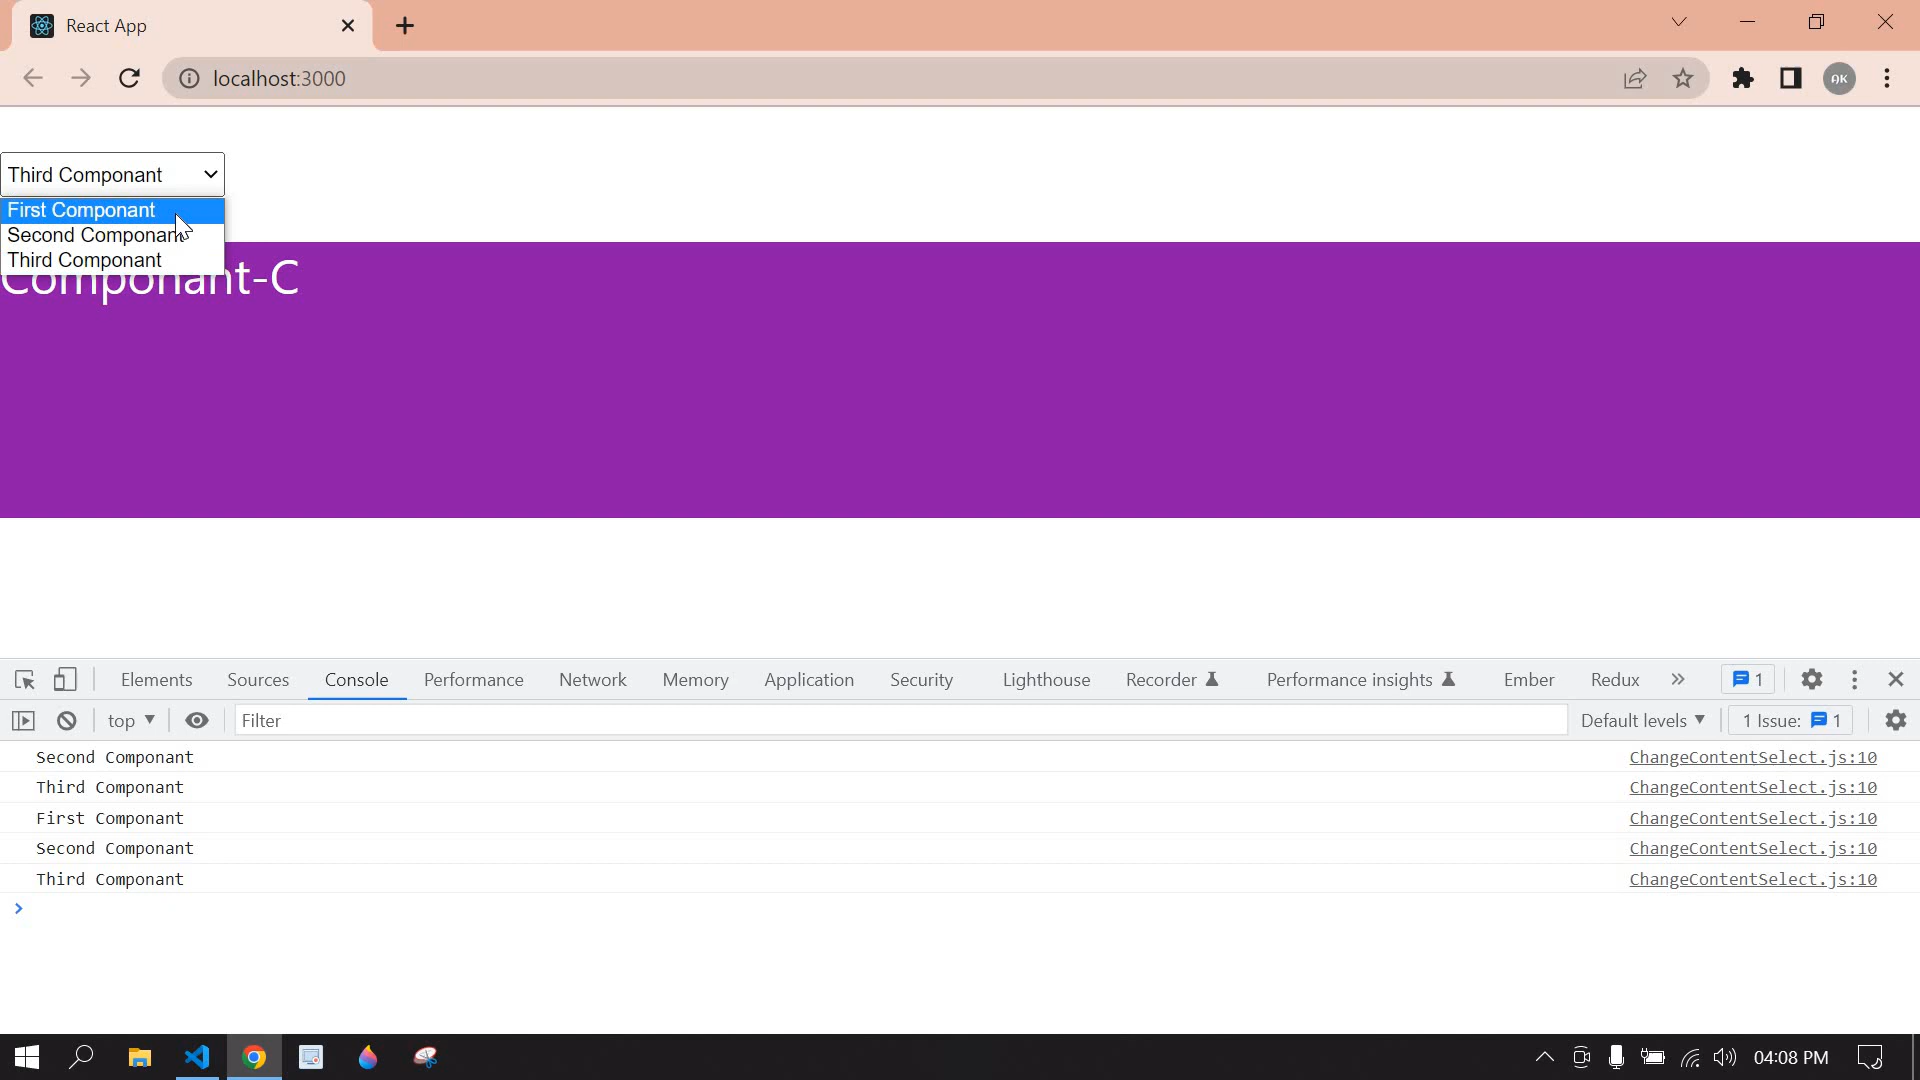 React App
localhost:3000
AK
Third Componant
First Componant
Second Componant
Third Componant
Componant-C
Elements Sources Console Performance Network Memory Application Security Lighthouse Recorder Performance insights Ember Redux » 1
top Filter Default levels 1 Issue: 1
Second Componant ChangeContentSelect.js:10
Third Componant ChangeContentSelect.js:10
First Componant ChangeContentSelect.js:10
Second Componant ChangeContentSelect.js:10
Third Componant ChangeContentSelect.js:10
04:08 PM